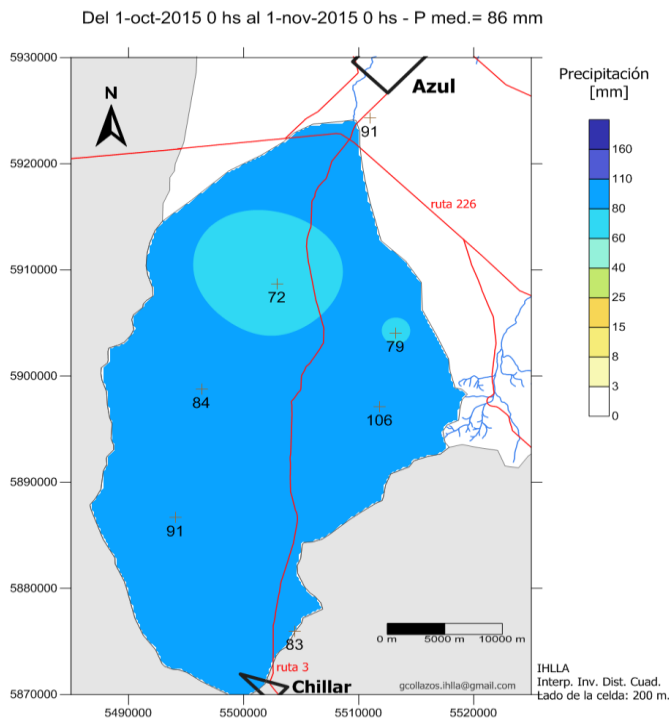 Del 1-oct-2015 0 hs al 1-nov-2015 0 hs - P med.= 86 mm
5930000
5920000
5910000
5900000
5890000
5880000
5870000
5490000
5500000
5510000
5520000
N
Azul
91
ruta 226
72
79
84
106
91
83
ruta 3
Chillar
0 m 5000 m 10000 m
gcollazos.ihlla@gmail.com
Precipitación
[mm]
160
110
80
60
40
25
15
8
3
0
IHLLA
Interp. Inv. Dist. Cuad.
Lado de la celda: 200 m.